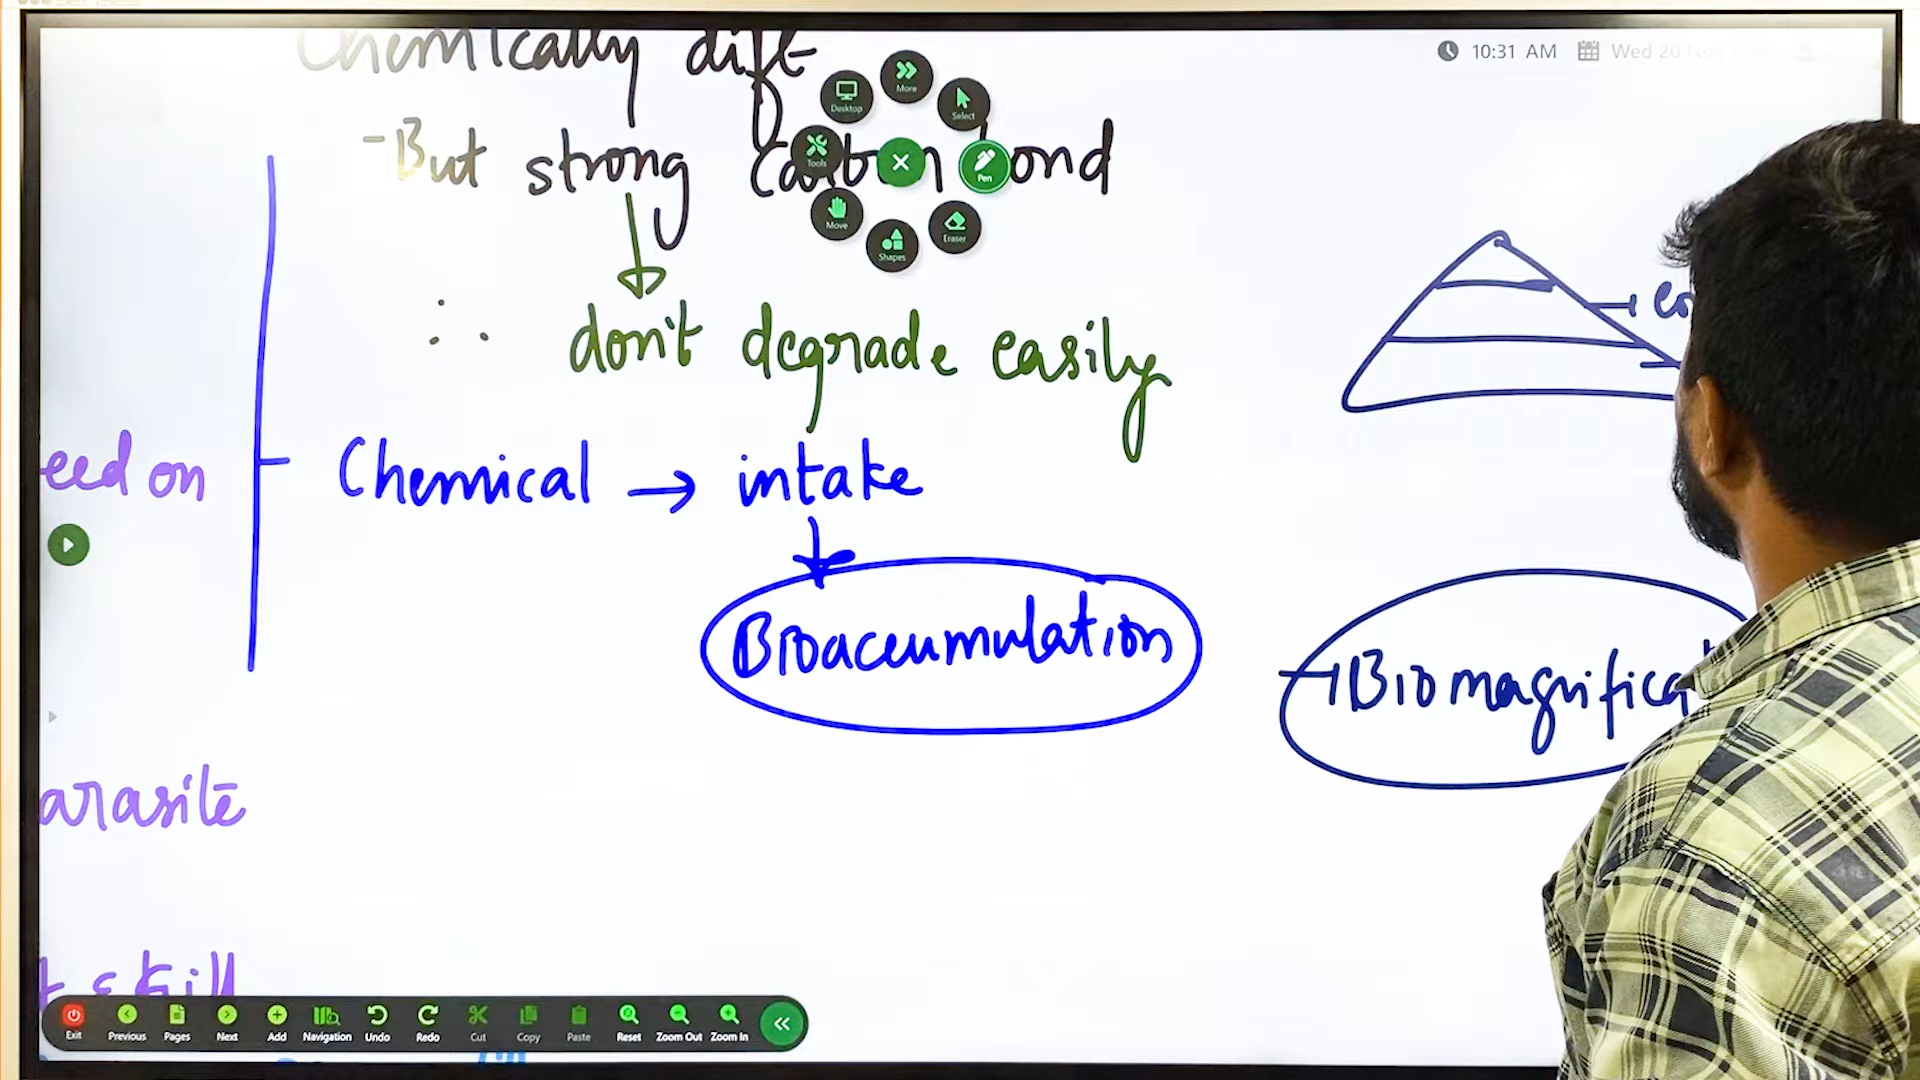 10:31 AM Wed 20
Chemically diff
More
Desktop
Select
-But strong
Tools
Pen
Move
Eraser
Shapes
∴ don't degrade easily
eed on
Chemical → intake
Bioaccumulation
Biomagnifica
arasite
Exit Previous Pages Next Add Navigation Undo Redo Cut Copy Paste Reset Zoom Out Zoom In